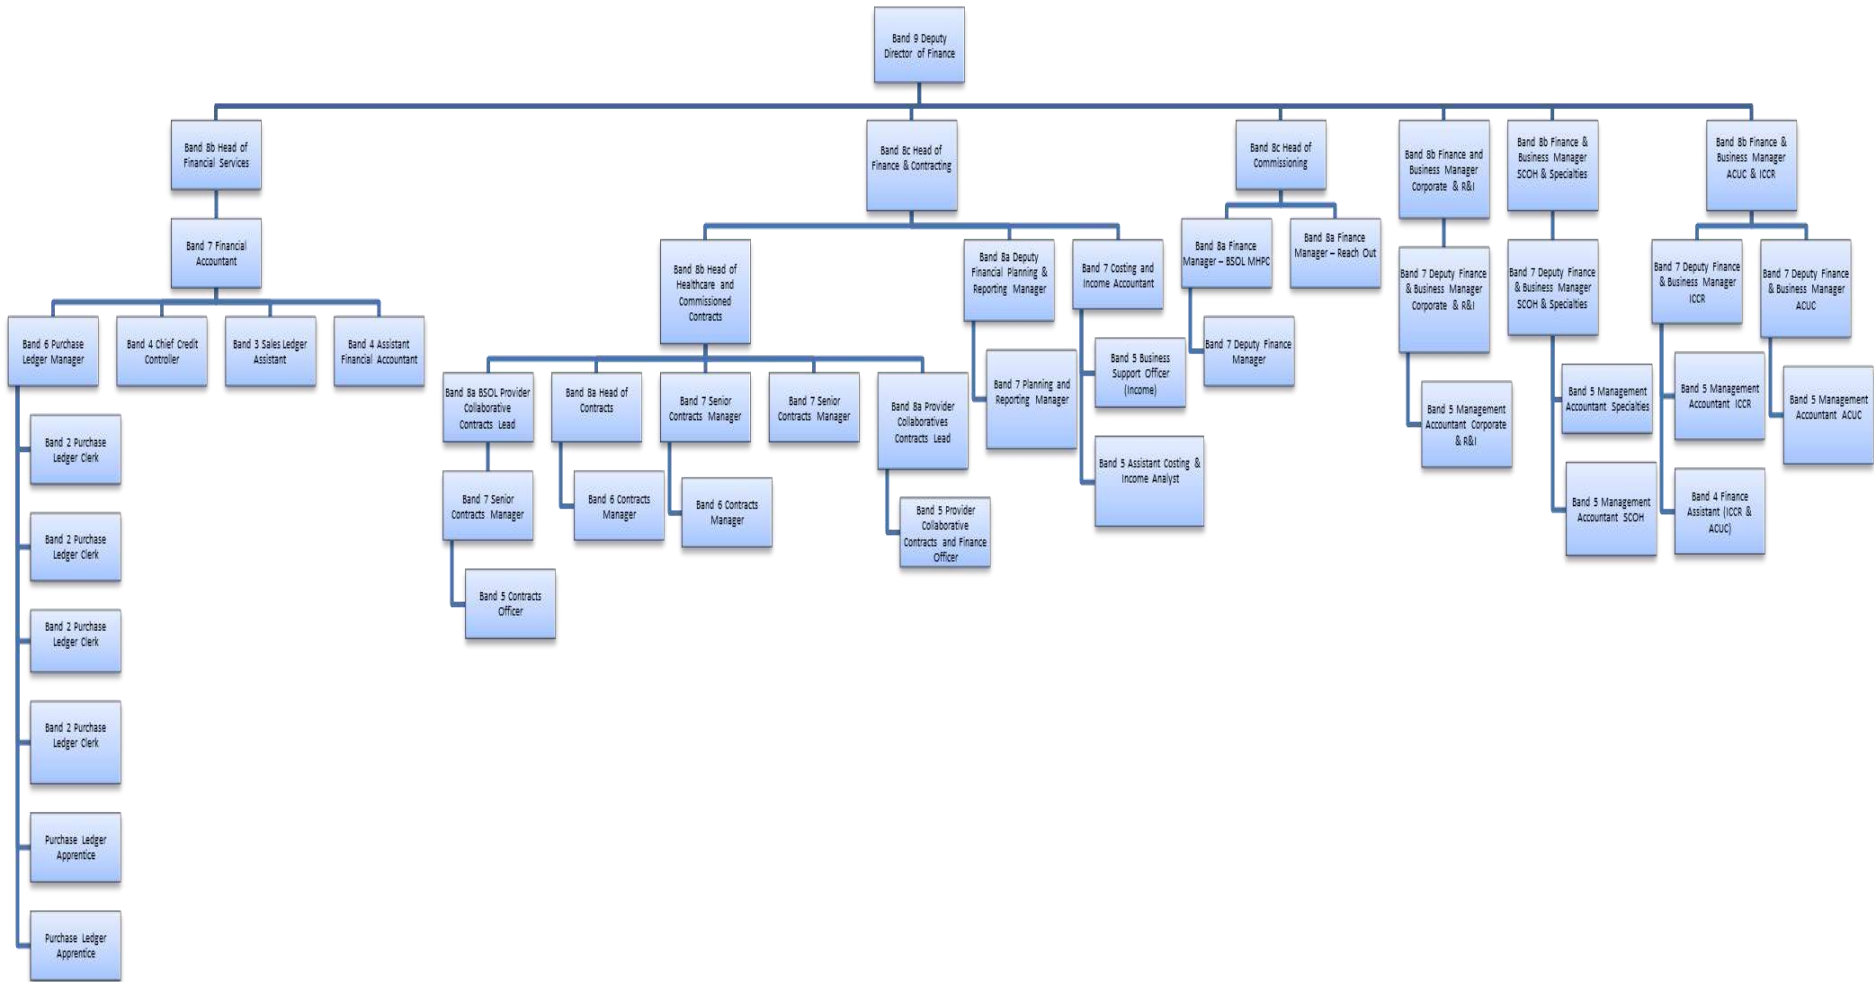 Band 9 Deputy
Director of Finance
Band 8b Head of
Financial Services
Band 8c Head of
Finance & Contracting
Band 8c Head of
Commissioning
Band 8b Finance and
Business Manager
Corporate & R&I
Band 8b Finance &
Business Manager
SCOH & Specialties
Band 8b Finance &
Business Manager
ACUC & ICCR
Band 7 Financial
Accountant
Band 6 Purchase
Ledger Manager
Band 4 Chief Credit
Controller
Band 3 Sales Ledger
Assistant
Band 4 Assistant
Financial Accountant
Band 2 Purchase
Ledger Clerk
Band 2 Purchase
Ledger Clerk
Band 2 Purchase
Ledger Clerk
Band 2 Purchase
Ledger Clerk
Purchase Ledger
Apprentice
Purchase Ledger
Apprentice
Band 8b Head of
Healthcare and
Commissioned
Contracts
Band 8a Deputy
Financial Planning &
Reporting Manager
Band 7 Costing and
Income Accountant
Band 8a BSOL Provider
Collaborative
Contracts Lead
Band 8a Head of
Contracts
Band 7 Senior
Contracts Manager
Band 7 Senior
Contracts Manager
Band 8a Provider
Collaboratives
Contracts Lead
Band 7 Senior
Contracts Manager
Band 5 Contracts
Officer
Band 6 Contracts
Manager
Band 6 Contracts
Manager
Band 5 Provider
Collaborative
Contracts and Finance
Officer
Band 7 Planning and
Reporting Manager
Band 5 Business
Support Officer
(Income)
Band 5 Assistant Costing &
Income Analyst
Band 8a Finance
Manager – BSOL MHPC
Band 8a Finance
Manager – Reach Out
Band 7 Deputy Finance
Manager
Band 7 Deputy Finance
& Business Manager
Corporate & R&I
Band 5 Management
Accountant Corporate
& R&I
Band 7 Deputy Finance
& Business Manager
SCOH & Specialties
Band 5 Management
Accountant Specialties
Band 5 Management
Accountant SCOH
Band 7 Deputy Finance
& Business Manager
ICCR
Band 7 Deputy Finance
& Business Manager
ACUC
Band 5 Management
Accountant ICCR
Band 4 Finance
Assistant (ICCR &
ACUC)
Band 5 Management
Accountant ACUC